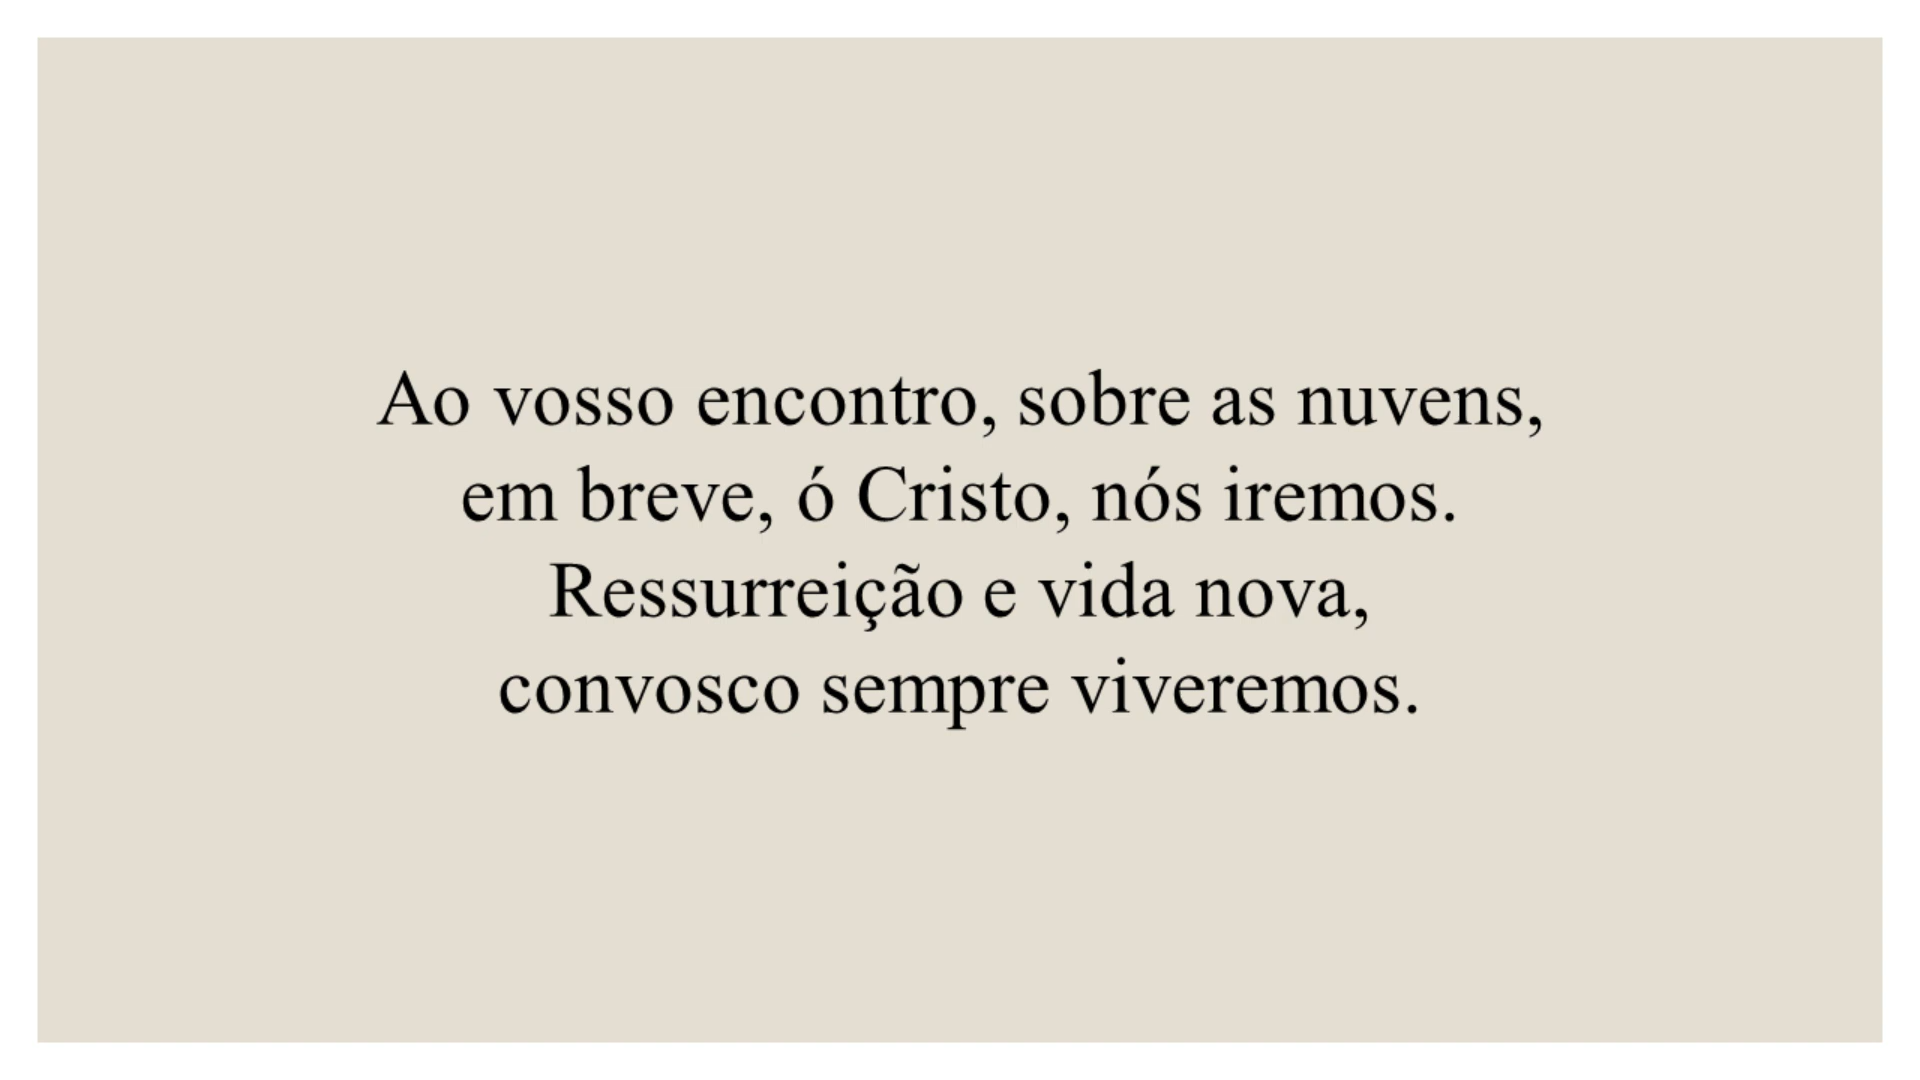 Ao vosso encontro, sobre as nuvens,
em breve, ó Cristo, nós iremos.
Ressurreição e vida nova,
convosco sempre viveremos.